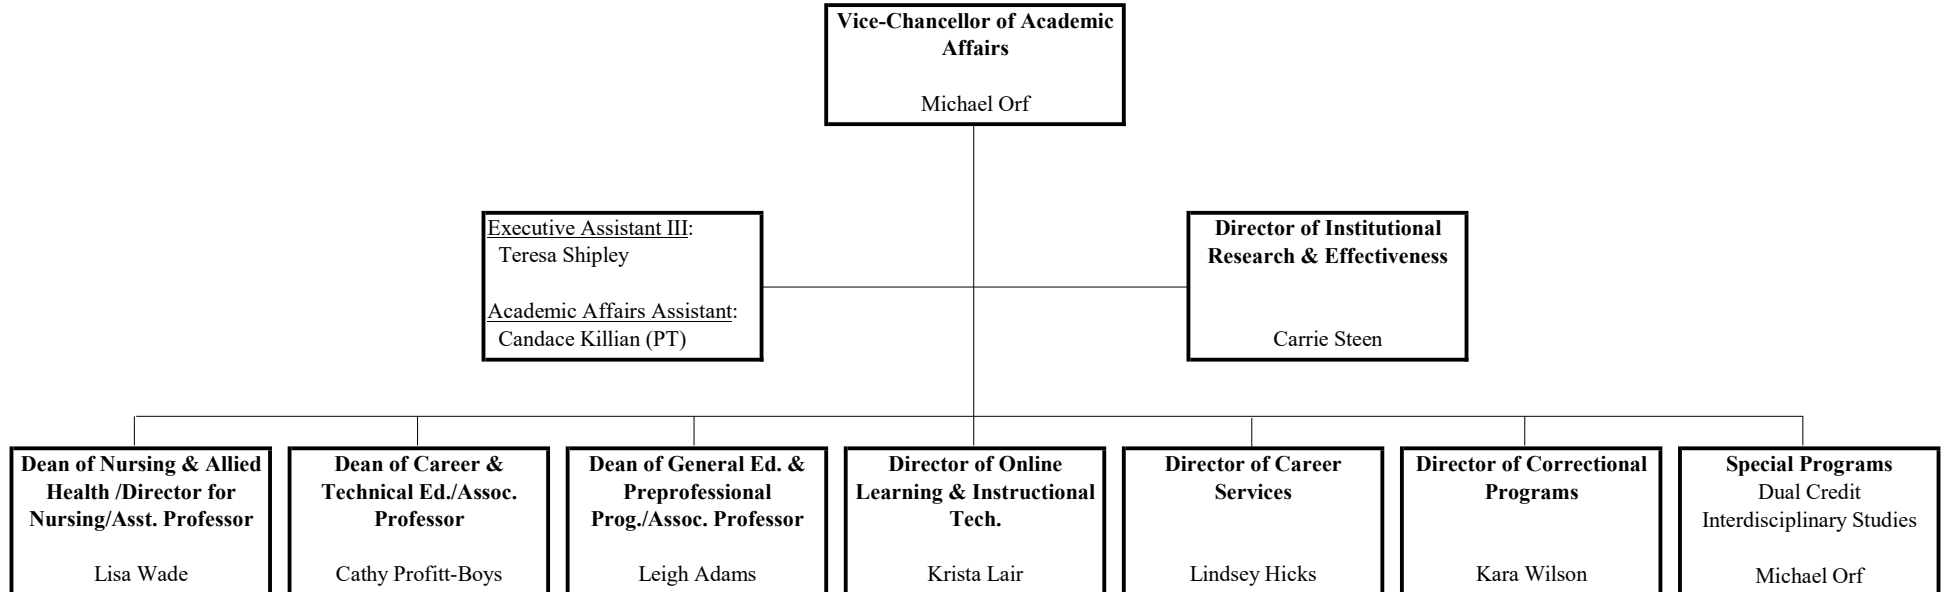 Vice-Chancellor of Academic
Affairs
Michael Orf
Executive Assistant III:
Teresa Shipley
Academic Affairs Assistant:
Candace Killian (PT)
Director of Institutional
Research & Effectiveness
Carrie Steen
Dean of Nursing & Allied
Health /Director for
Nursing/Asst. Professor
Lisa Wade
Dean of Career &
Technical Ed./Assoc.
Professor
Cathy Profitt-Boys
Dean of General Ed. &
Preprofessional
Prog./Assoc. Professor
Leigh Adams
Director of Online
Learning & Instructional
Tech.
Krista Lair
Director of Career
Services
Lindsey Hicks
Director of Correctional
Programs
Kara Wilson
Special Programs
Dual Credit
Interdisciplinary Studies
Michael Orf